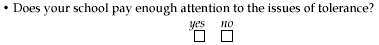 • Does your school pay enough attention to the issues of tolerance?
yes no